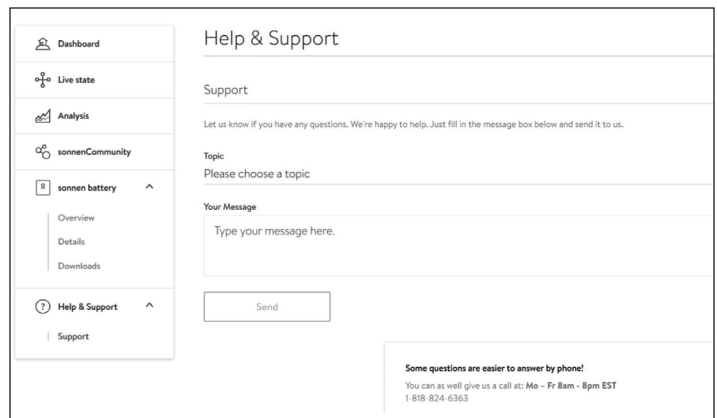 Dashboard
Live state
Analysis
sonnenCommunity
sonnen battery
Overview
Details
Downloads
Help & Support
Support
Help & Support
Support
Let us know if you have any questions. We're happy to help. Just fill in the message box below and send it to us.
Topic
Please choose a topic
Your Message
Type your message here.
Send
Some questions are easier to answer by phone!
You can as well give us a call at: Mo – Fr 8am - 8pm EST
1-818-824-6363